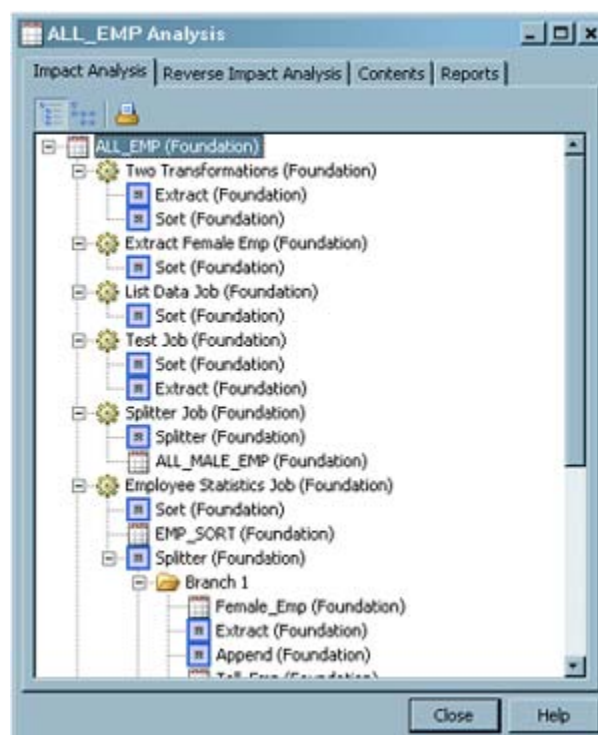 ALL_EMP Analysis
Impact Analysis Reverse Impact Analysis Contents Reports
ALL_EMP (Foundation)
Two Transformations (Foundation)
Extract (Foundation)
Sort (Foundation)
Extract Female Emp (Foundation)
Sort (Foundation)
List Data Job (Foundation)
Sort (Foundation)
Test Job (Foundation)
Sort (Foundation)
Extract (Foundation)
Splitter Job (Foundation)
Splitter (Foundation)
ALL_MALE_EMP (Foundation)
Employee Statistics Job (Foundation)
Sort (Foundation)
EMP_SORT (Foundation)
Splitter (Foundation)
Branch 1
Female_Emp (Foundation)
Extract (Foundation)
Append (Foundation)
Close Help